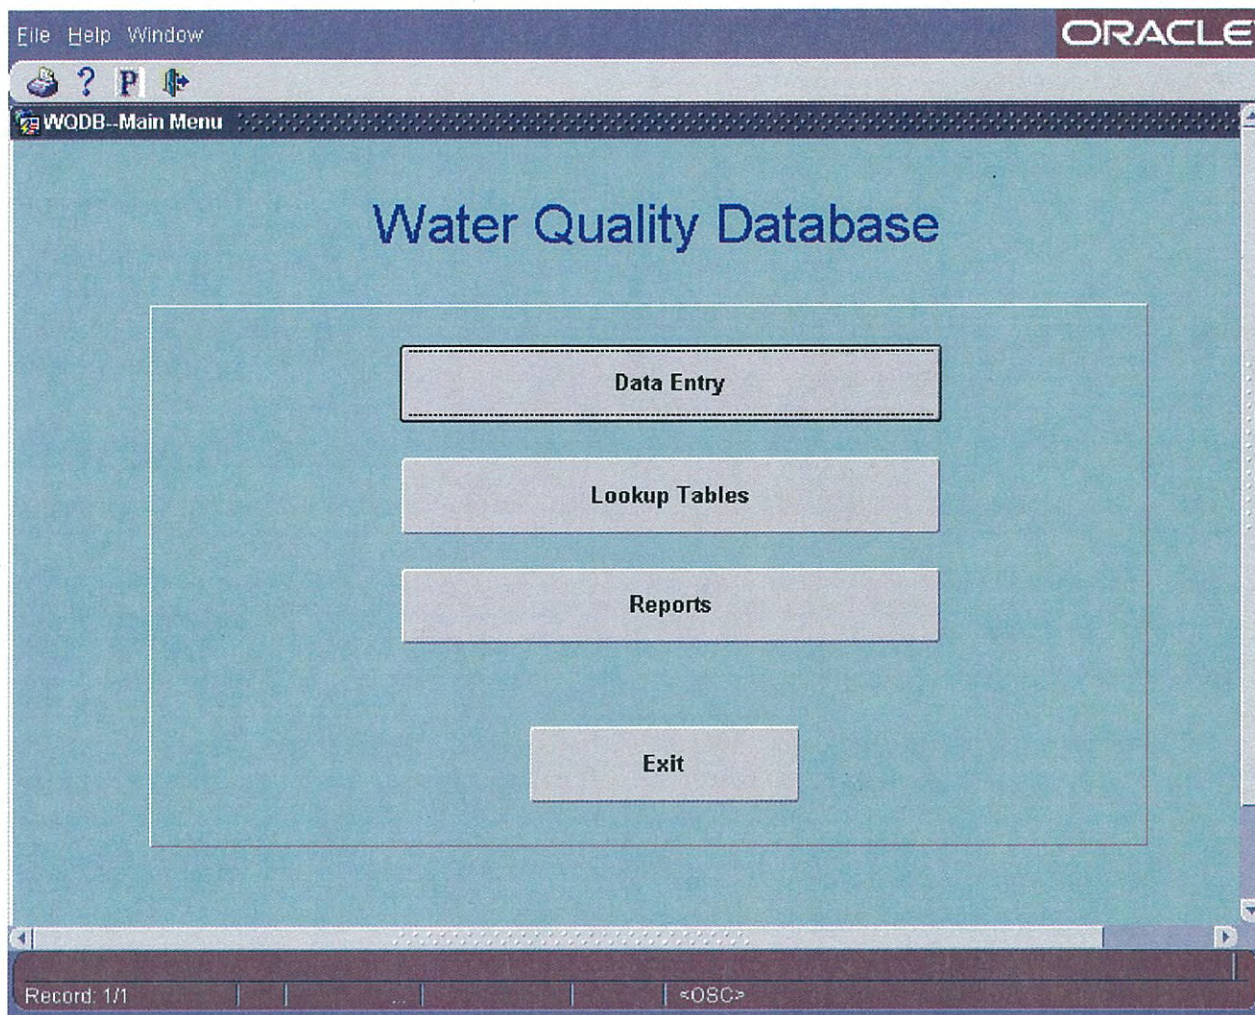 File Help Window
ORACLE
? P
WQDB--Main Menu
Water Quality Database
Data Entry
Lookup Tables
Reports
Exit
Record: 1/1 ... <OSC>